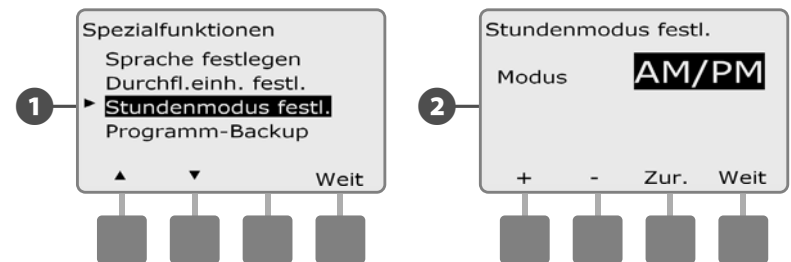 1
Spezialfunktionen
Sprache festlegen
Durchfl.einh. festl.
► Stundenmodus festl.
Programm-Backup
▲ ▼ Weit
2
Stundenmodus festl.
Modus AM/PM
+ - Zur. Weit